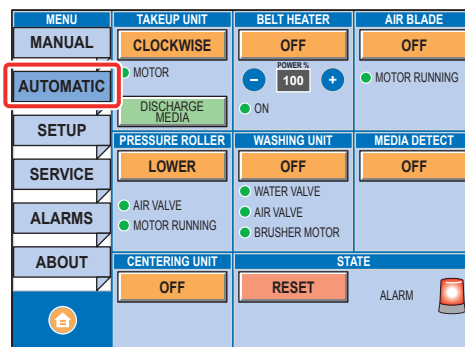 MENU
MANUAL
AUTOMATIC
SETUP
SERVICE
ALARMS
ABOUT
TAKEUP UNIT
CLOCKWISE
MOTOR
DISCHARGE
MEDIA
BELT HEATER
OFF
POWER %
- 100 +
ON
AIR BLADE
OFF
MOTOR RUNNING
PRESSURE ROLLER
LOWER
AIR VALVE
MOTOR RUNNING
WASHING UNIT
OFF
WATER VALVE
AIR VALVE
BRUSHER MOTOR
MEDIA DETECT
OFF
CENTERING UNIT
OFF
STATE
RESET
ALARM